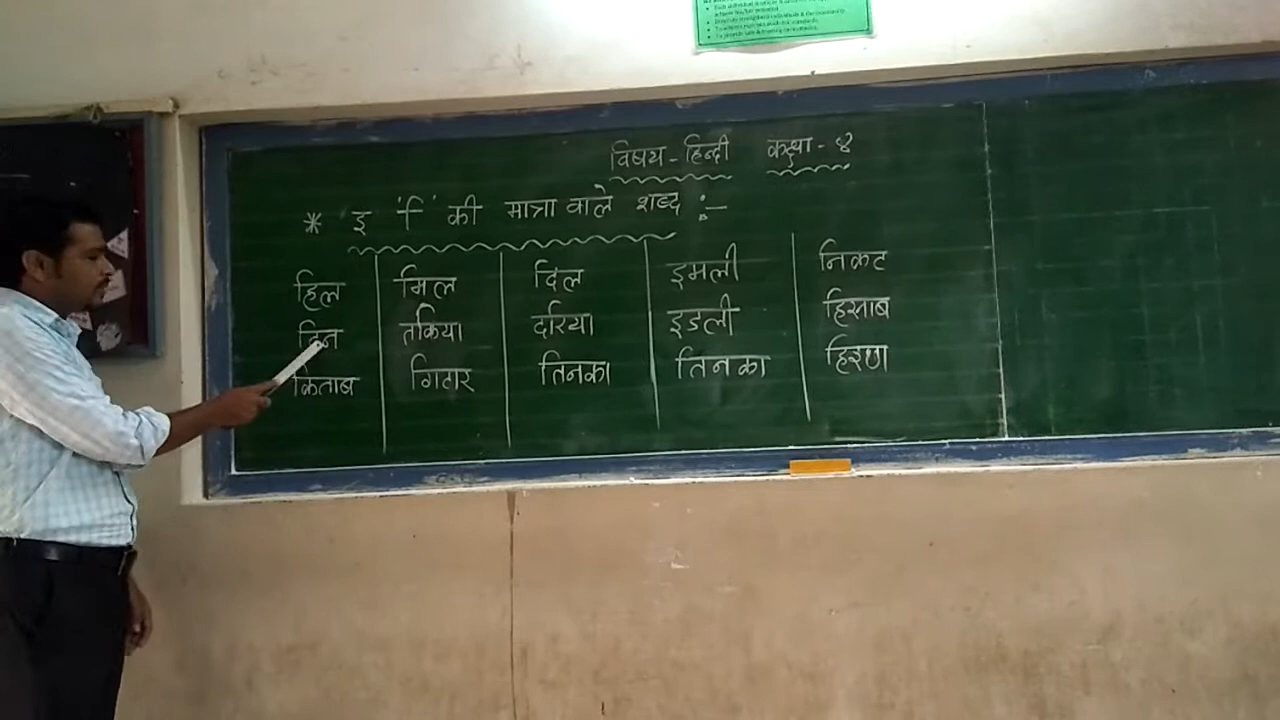 विषय - हिन्दी कक्षा - ४
* 'इ 'ि' की मात्रा वाले शब्द :-
हिल मिल दिल इमली निकट
दिन तकिया दरिया इडली हिसाब
किताब गिटार तिनका तिनका हिरण